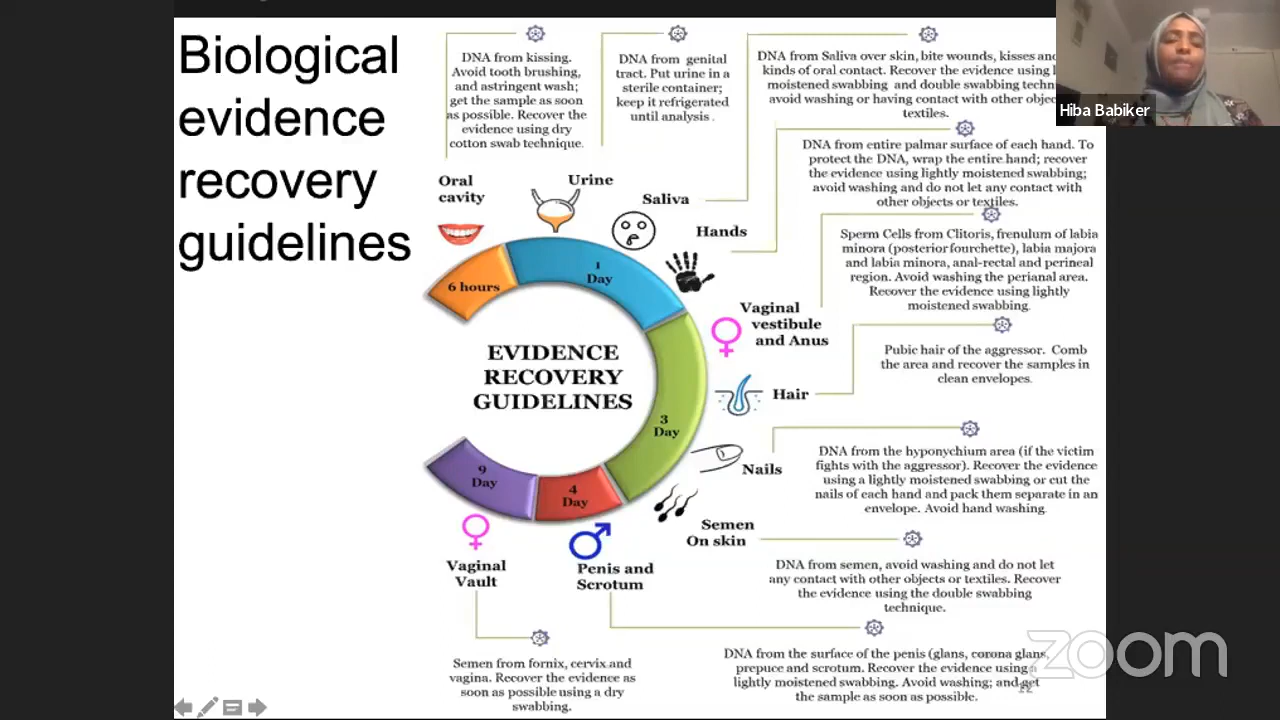 Biological
evidence
recovery
guidelines
DNA from kissing.
Avoid tooth brushing,
and astringent wash;
get the sample as soon
as possible. Recover the
evidence using dry
cotton swab technique.
DNA from genital
tract. Put urine in a
sterile container;
keep it refrigerated
until analysis .
DNA from Saliva over skin, bite wounds, kisses and
kinds of oral contact. Recover the evidence using
moistened swabbing and double swabbing
avoid washing or having contact with other
textiles.
Hiba Babiker
DNA from entire palmar surface of each hand. To
protect the DNA, wrap the entire hand; recover
the evidence using lightly moistened swabbing;
avoid washing and do not let any contact with
other objects or textiles.
Oral
cavity
Urine
Saliva
Hands
Sperm Cells from Clitoris, frenulum of labia
minora (posterior fourchette), labia majora
and labia minora, anal-rectal and perineal
region. Avoid washing the perianal area.
Recover the evidence using lightly
moistened swabbing.
6 hours
1
Day
Vaginal
vestibule
and Anus
EVIDENCE
RECOVERY
GUIDELINES
Pubic hair of the aggressor. Comb
the area and recover the samples in
clean envelopes.
Hair
3
Day
Nails
DNA from the hyponychium area (if the victim
fights with the aggressor). Recover the evidence
using a lightly moistened swabbing or cut the
nails of each hand and pack them separate in an
envelope. Avoid hand washing.
9
Day
4
Day
Semen
On skin
DNA from semen, avoid washing and do not let
any contact with other objects or textiles. Recover
the evidence using the double swabbing
technique.
Vaginal
Vault
Penis and
Scrotum
Semen from fornix, cervix and
vagina. Recover the evidence as
soon as possible using a dry
swabbing.
DNA from the surface of the penis (glans, corona glans,
prepuce and scrotum. Recover the evidence using a
lightly moistened swabbing. Avoid washing; and get
the sample as soon as possible.
12
zoom